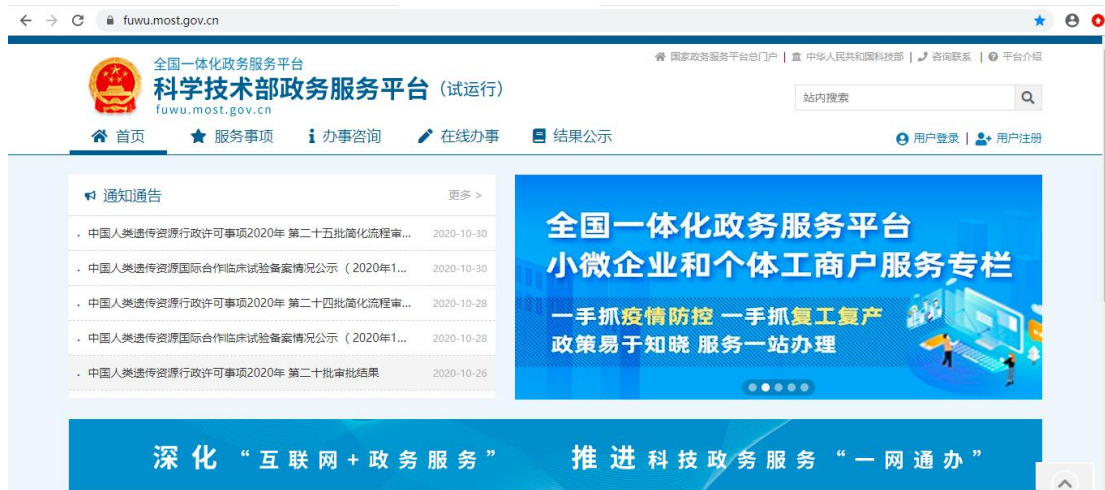 fuwu.most.gov.cn
国家政务服务平台总门户 | 中华人民共和国科技部 | 咨询联系 | 平台介绍
全国一体化政务服务平台
科学技术部政务服务平台(试运行)
fuwu.most.gov.cn
站内搜索
首页 服务事项 办事咨询 在线办事 结果公示
用户登录 | 用户注册
通知通告 更多 >
· 中国人类遗传资源行政许可事项2020年 第二十五批简化流程审... 2020-10-30
· 中国人类遗传资源国际合作临床试验备案情况公示(2020年1... 2020-10-30
· 中国人类遗传资源行政许可事项2020年 第二十四批简化流程审... 2020-10-28
· 中国人类遗传资源国际合作临床试验备案情况公示(2020年1... 2020-10-28
· 中国人类遗传资源行政许可事项2020年 第二十批审批结果 2020-10-26
全国一体化政务服务平台
小微企业和个体工商户服务专栏
一手抓疫情防控 一手抓复工复产
政策易于知晓 服务一站办理
深化“互联网+政务服务” 推进科技政务服务“一网通办”